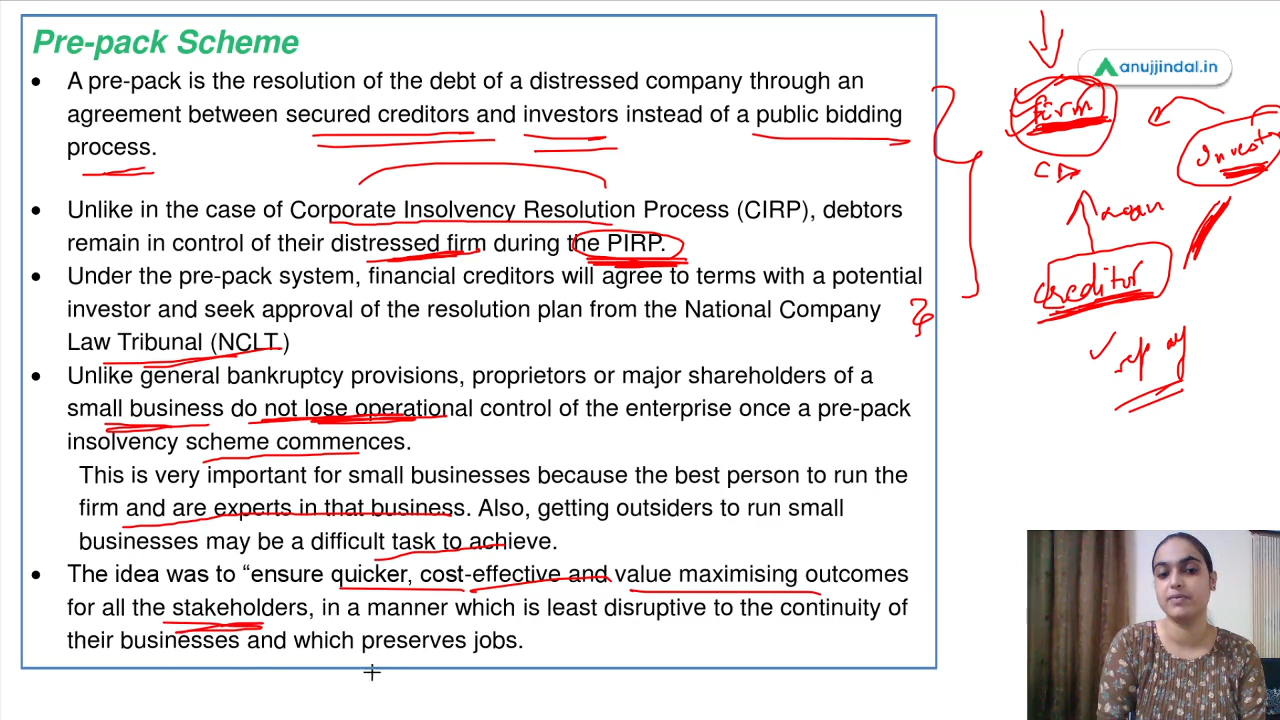 Pre-pack Scheme
• A pre-pack is the resolution of the debt of a distressed company through an
agreement between secured creditors and investors instead of a public bidding
process.
• Unlike in the case of Corporate Insolvency Resolution Process (CIRP), debtors
remain in control of their distressed firm during the PIRP.
• Under the pre-pack system, financial creditors will agree to terms with a potential
investor and seek approval of the resolution plan from the National Company
Law Tribunal (NCLT.)
• Unlike general bankruptcy provisions, proprietors or major shareholders of a
small business do not lose operational control of the enterprise once a pre-pack
insolvency scheme commences.
This is very important for small businesses because the best person to run the
firm and are experts in that business. Also, getting outsiders to run small
businesses may be a difficult task to achieve.
• The idea was to “ensure quicker, cost-effective and value maximising outcomes
for all the stakeholders, in a manner which is least disruptive to the continuity of
their businesses and which preserves jobs.
anujjindal.in
firm
Investor
CD
loan
creditor
repay